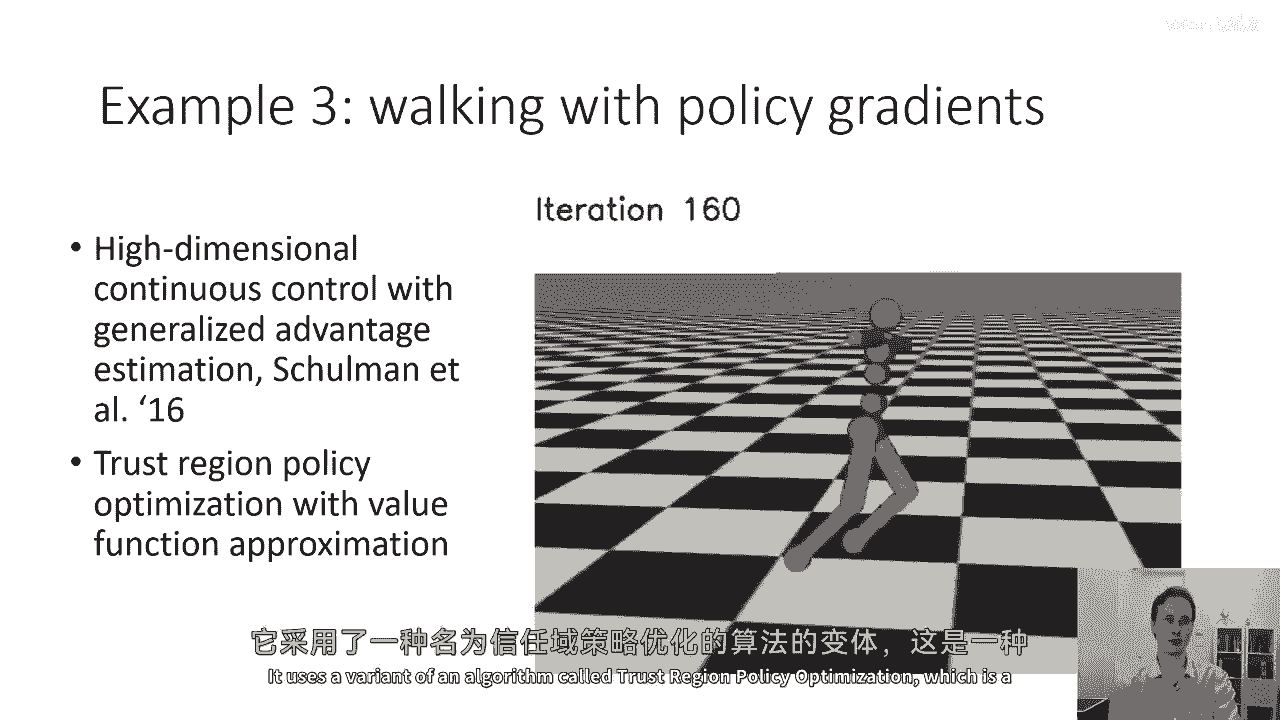 Example 3: walking with policy gradients
Iteration 160
• High-dimensional
continuous control with
generalized advantage
estimation, Schulman et
al. ‘16
• Trust region policy
optimization with value
function approximation
它采用了一种名为信任域策略优化的算法的变体，这是一种
It uses a variant of an algorithm called Trust Region Policy Optimization, which is a